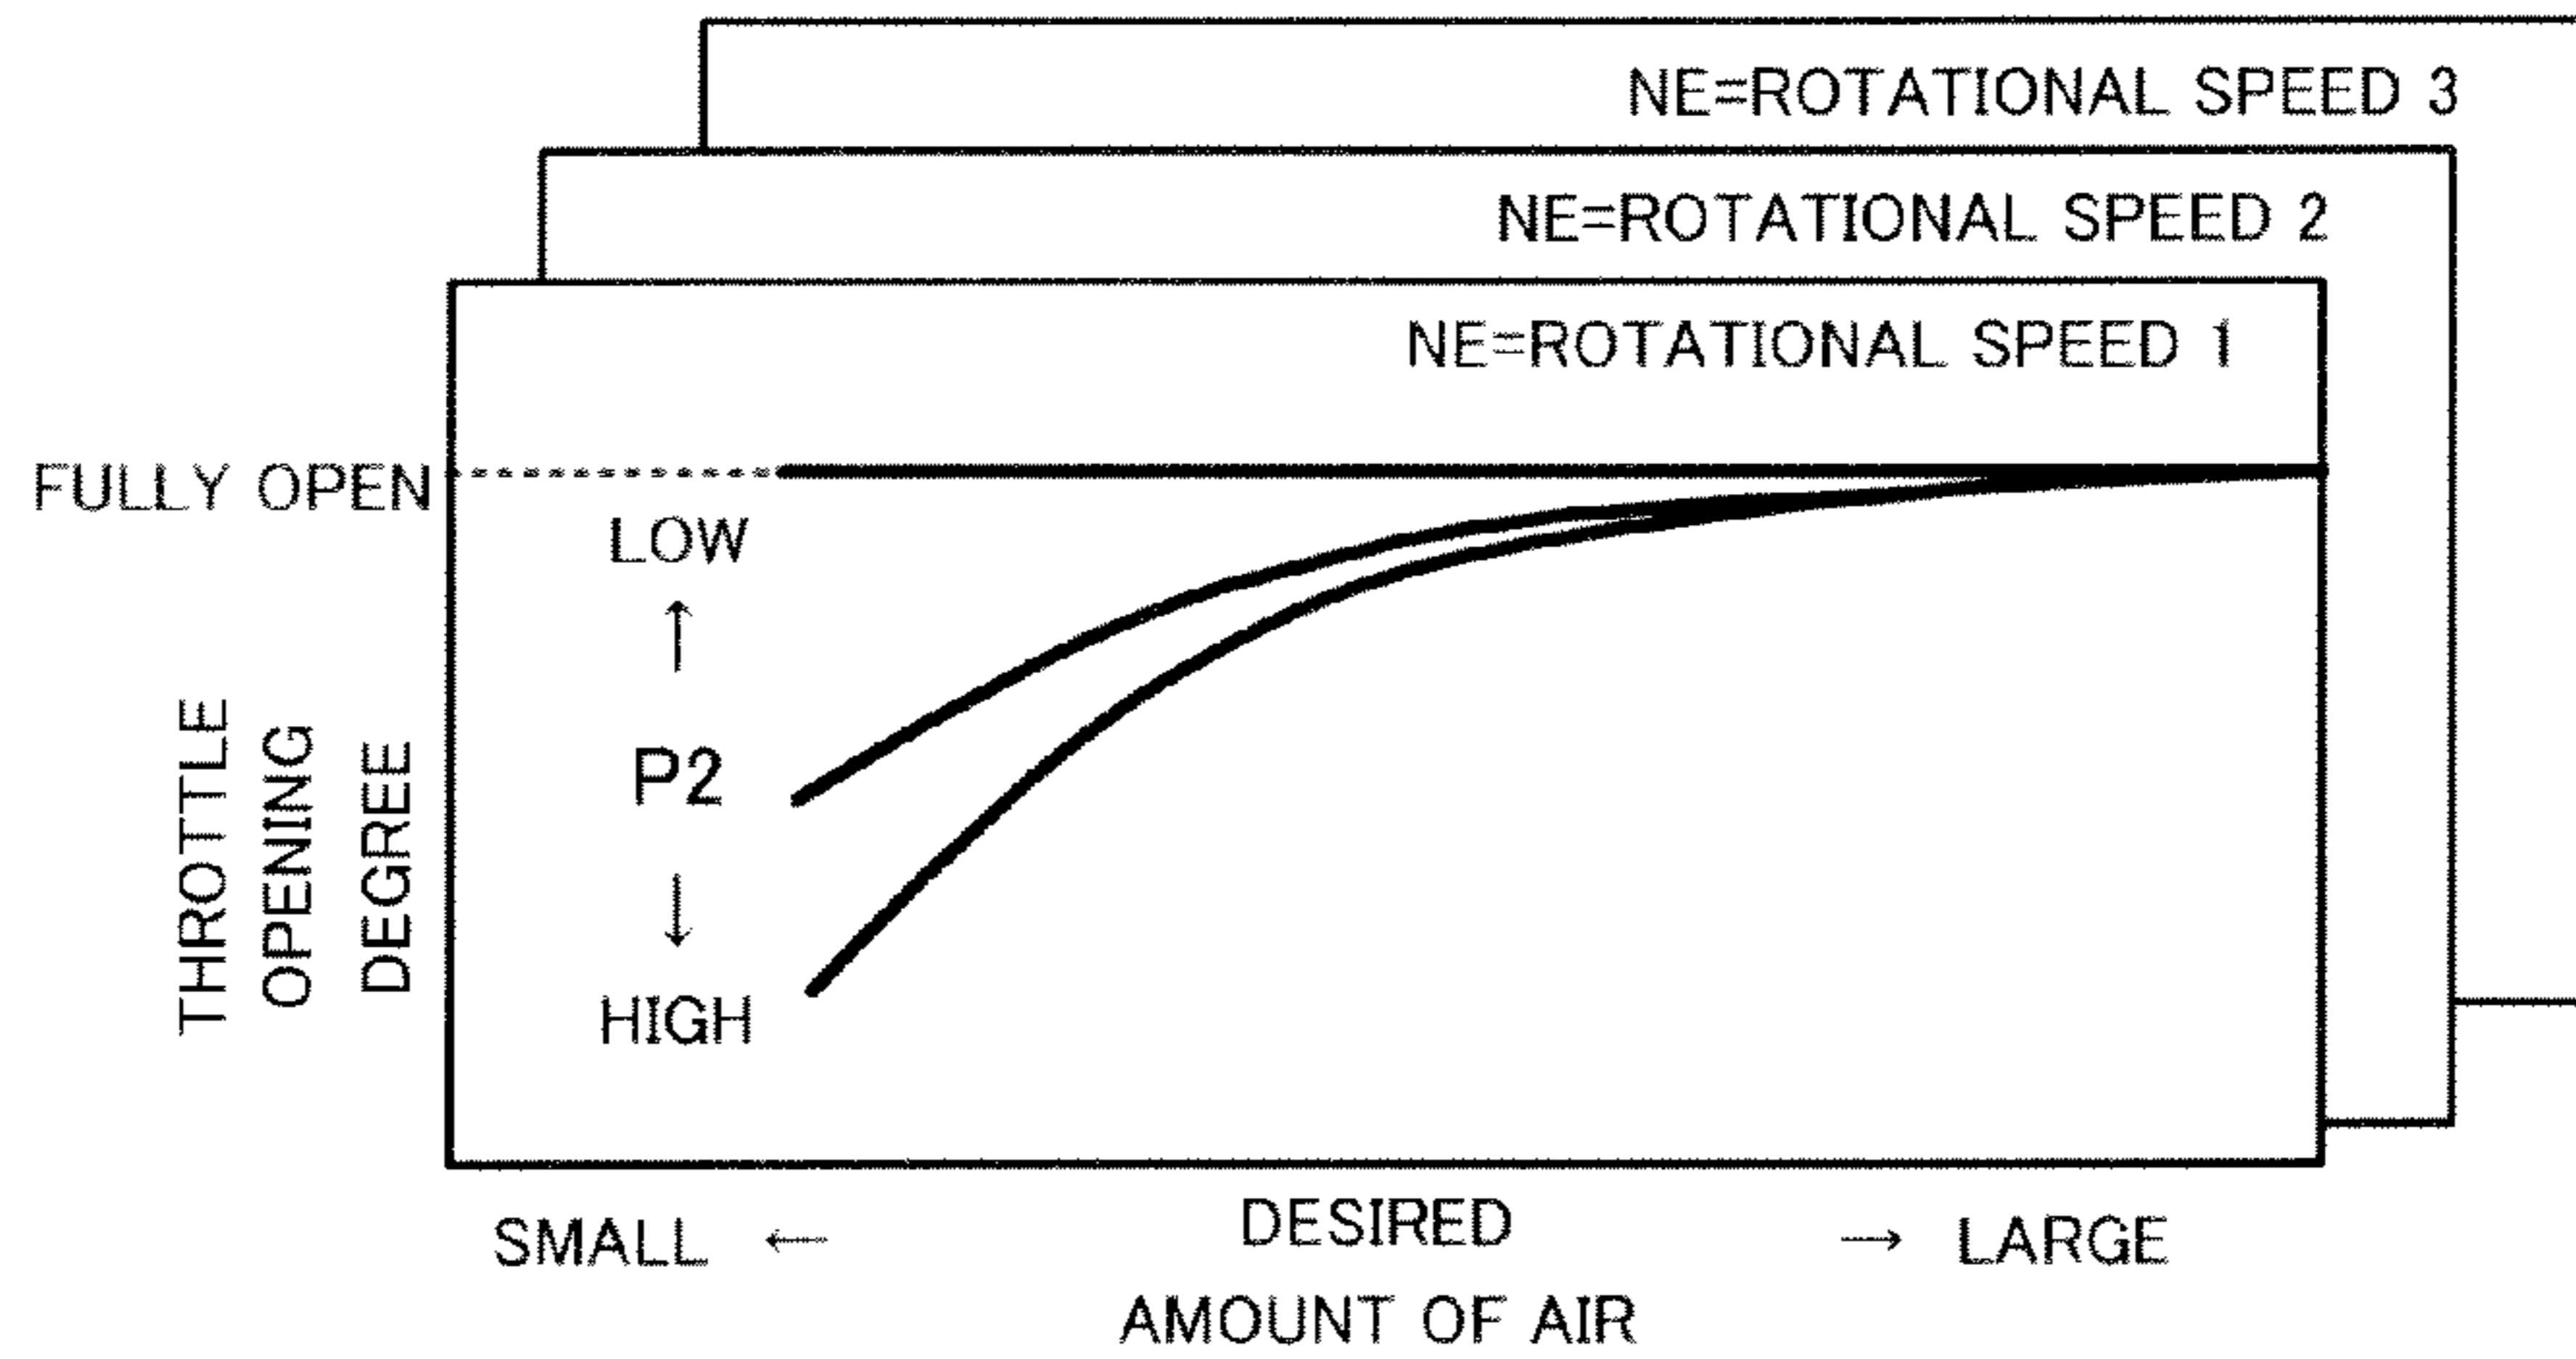 NE=ROTATIONAL SPEED 3
NE=ROTATIONAL SPEED 2
NE=ROTATIONAL SPEED 1
FULLY OPEN
LOW
↑
P2
↓
HIGH
THROTTLE
OPENING
DEGREE
SMALL ← DESIRED → LARGE
AMOUNT OF AIR